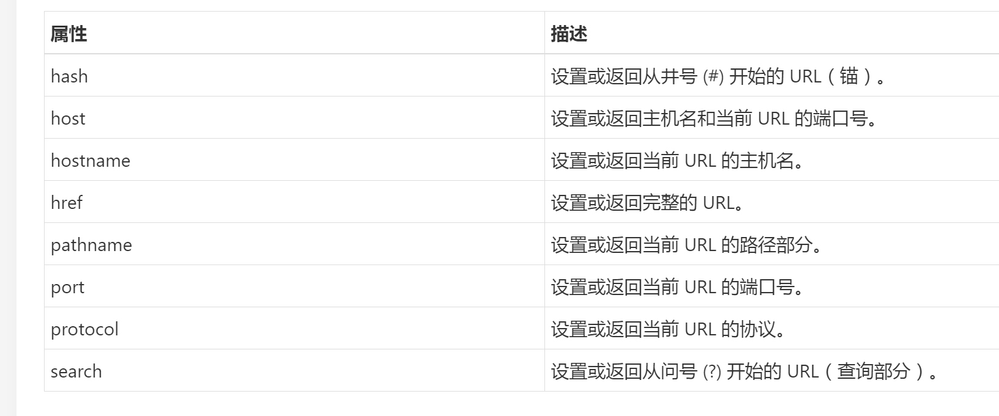 属性 描述
hash 设置或返回从井号 (#) 开始的 URL（锚）。
host 设置或返回主机名和当前 URL 的端口号。
hostname 设置或返回当前 URL 的主机名。
href 设置或返回完整的 URL。
pathname 设置或返回当前 URL 的路径部分。
port 设置或返回当前 URL 的端口号。
protocol 设置或返回当前 URL 的协议。
search 设置或返回从问号 (?) 开始的 URL（查询部分）。